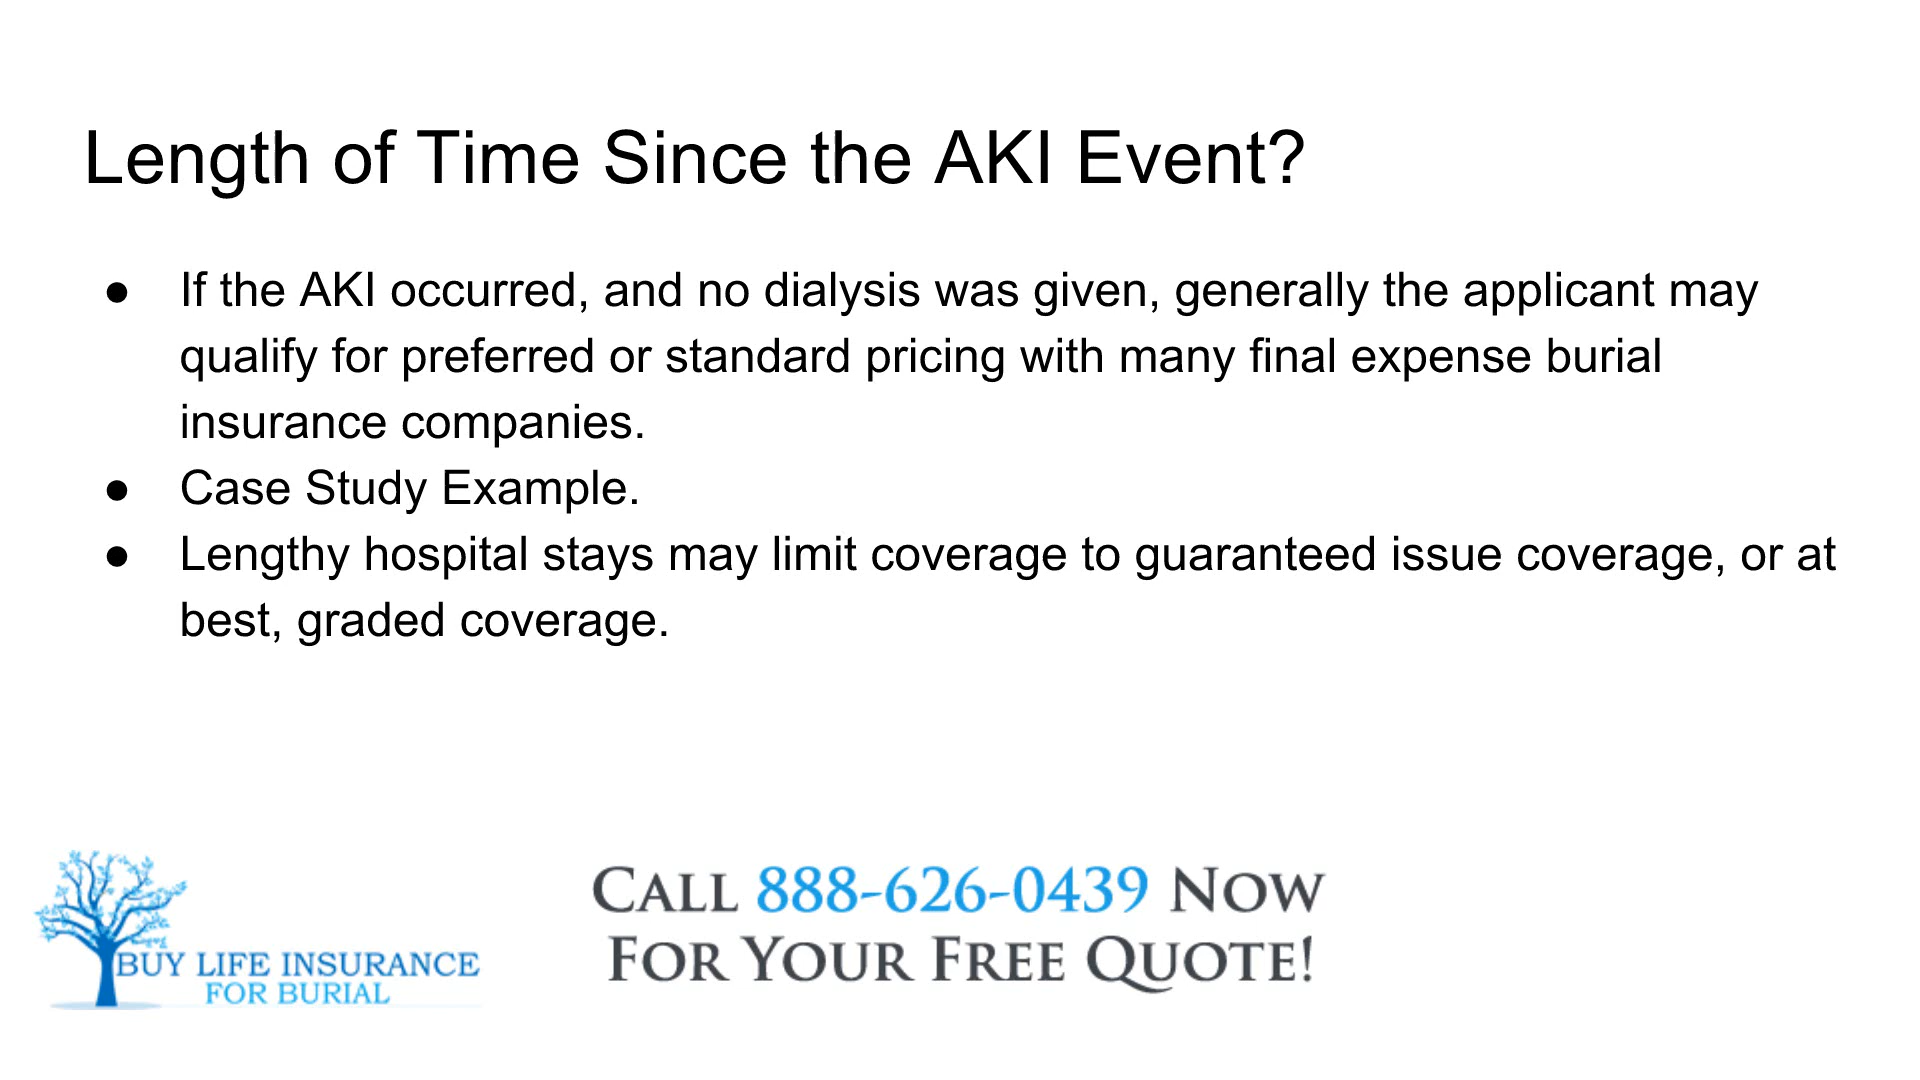 Length of Time Since the AKI Event?
● If the AKI occurred, and no dialysis was given, generally the applicant may
qualify for preferred or standard pricing with many final expense burial
insurance companies.
● Case Study Example.
● Lengthy hospital stays may limit coverage to guaranteed issue coverage, or at
best, graded coverage.
BUY LIFE INSURANCE
FOR BURIAL
CALL 888-626-0439 NOW
FOR YOUR FREE QUOTE!